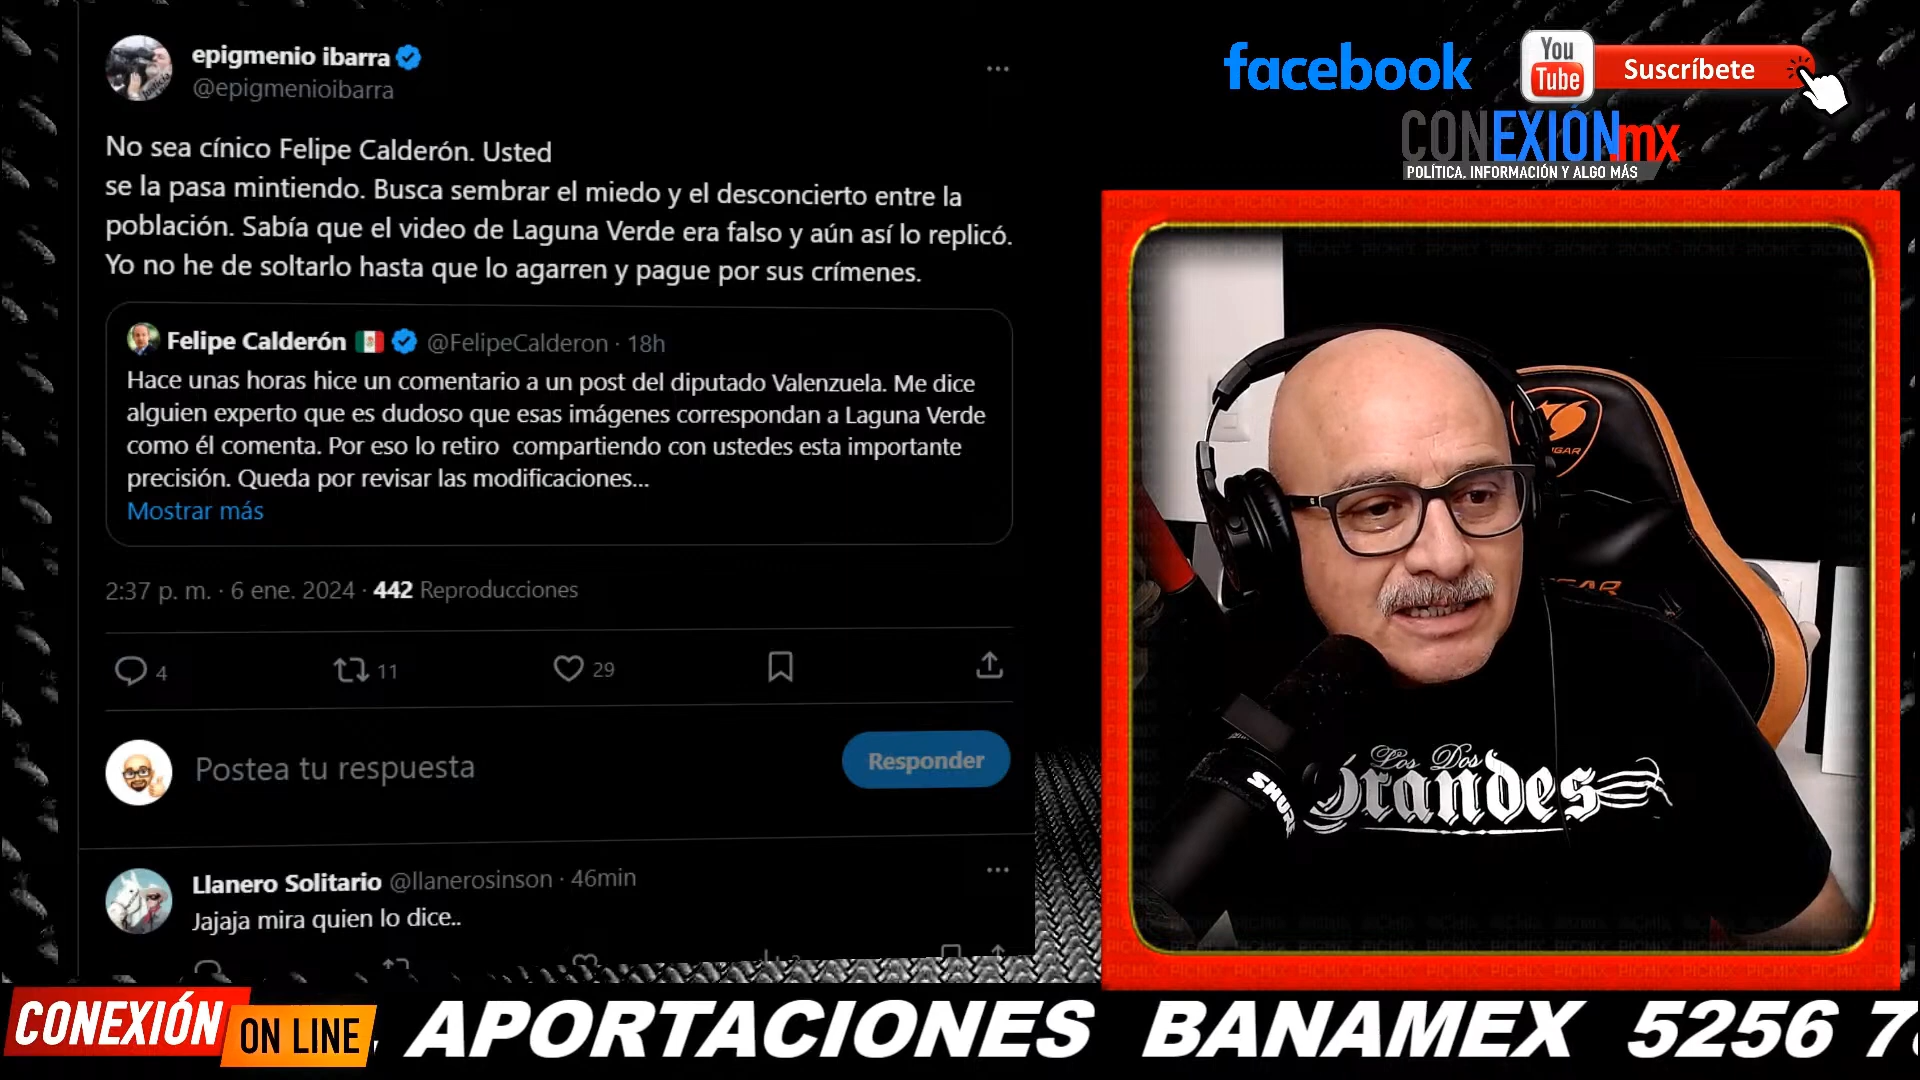 epigmenio ibarra
@epigmenioibarra
No sea cínico Felipe Calderón. Usted
se la pasa mintiendo. Busca sembrar el miedo y el desconcierto entre la
población. Sabía que el video de Laguna Verde era falso y aún así lo replicó.
Yo no he de soltarlo hasta que lo agarren y pague por sus crímenes.
Felipe Calderón @FelipeCalderon · 18h
Hace unas horas hice un comentario a un post del diputado Valenzuela. Me dice
alguien experto que es dudoso que esas imágenes correspondan a Laguna Verde
como él comenta. Por eso lo retiro compartiendo con ustedes esta importante
precisión. Queda por revisar las modificaciones...
Mostrar más
2:37 p. m. · 6 ene. 2024 · 442 Reproducciones
4 11 29
Postea tu respuesta
Responder
Llanero Solitario @llanerosinson · 46min
Jajaja mira quien lo dice..
facebook
You
Tube
Suscríbete
CONEXIÓN.mx
POLÍTICA, INFORMACIÓN Y ALGO MÁS
COUGAR
SHURE
Los Dos
Grandes
CONEXIÓN
ON LINE
, APORTACIONES BANAMEX 5256 78